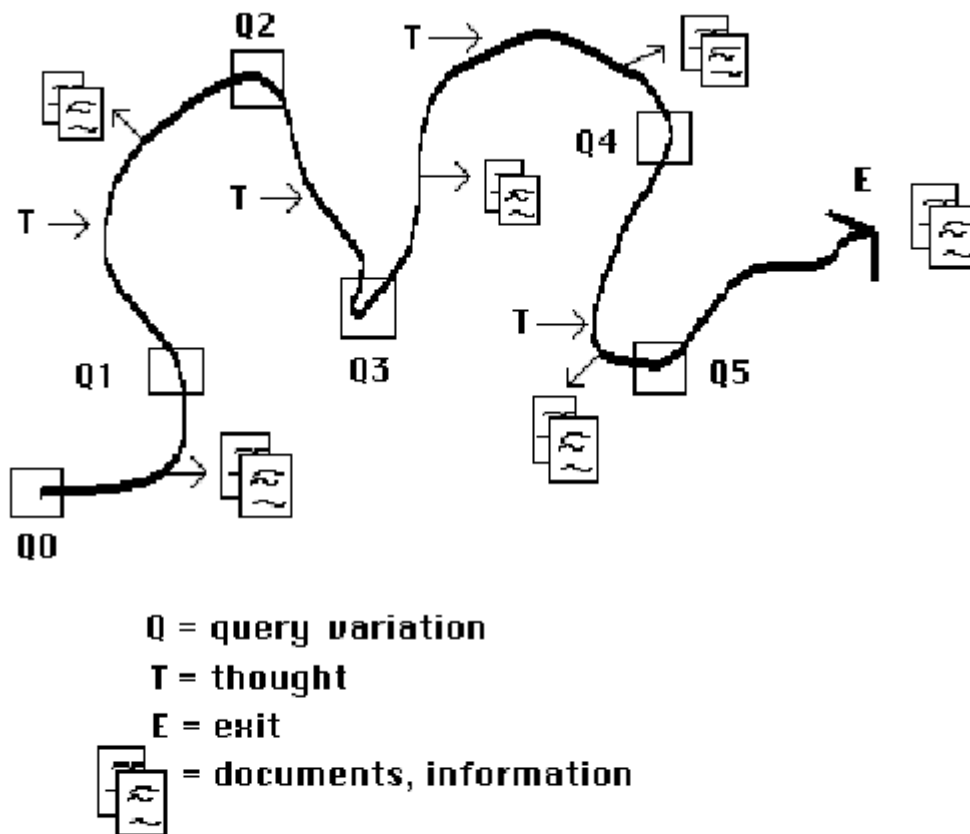 Q2
T
T
Q4
E
T
T
Q1
Q3
T
Q5
Q0
Q = query variation
T = thought
E = exit
= documents, information